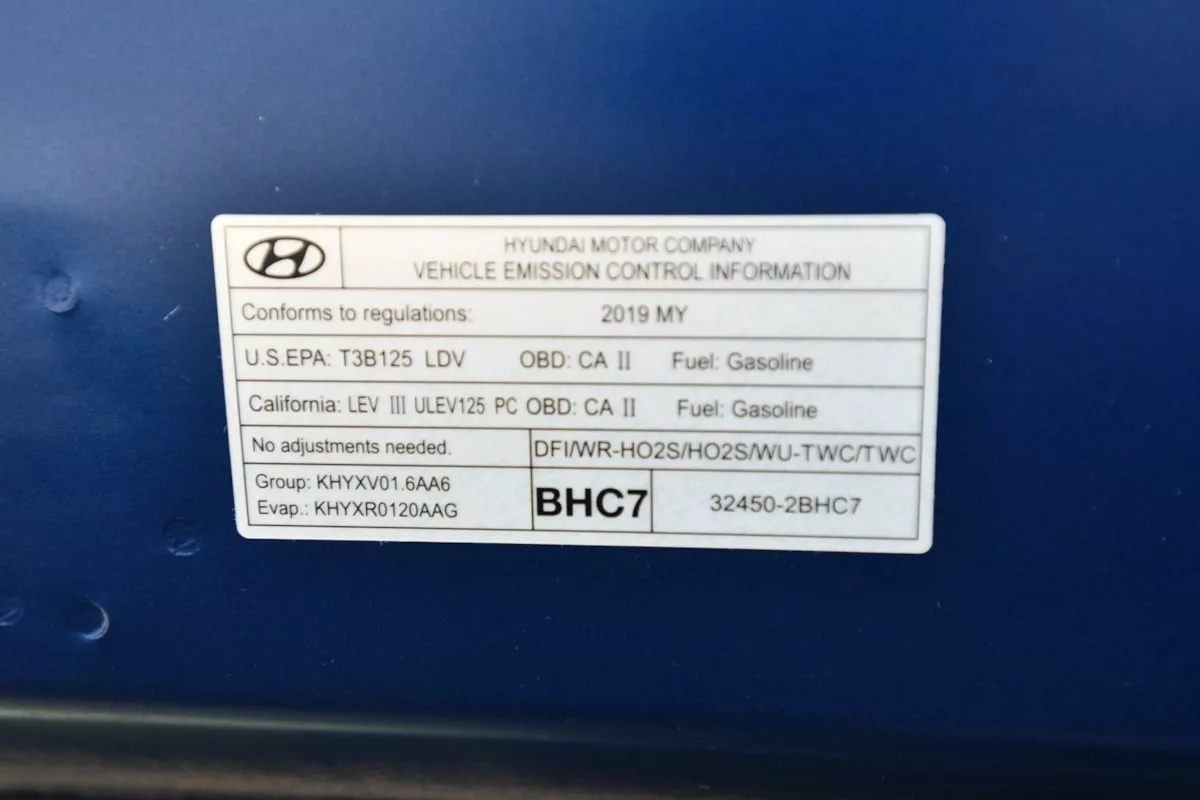 HYUNDAI MOTOR COMPANY
VEHICLE EMISSION CONTROL INFORMATION
Conforms to regulations: 2019 MY
U.S.EPA: T3B125 LDV OBD: CA II Fuel: Gasoline
California: LEV III ULEV125 PC OBD: CA II Fuel: Gasoline
No adjustments needed. DFI/WR-HO2S/HO2S/WU-TWC/TWC
Group: KHYXV01.6AA6
Evap.: KHYXR0120AAG
BHC7
32450-2BHC7